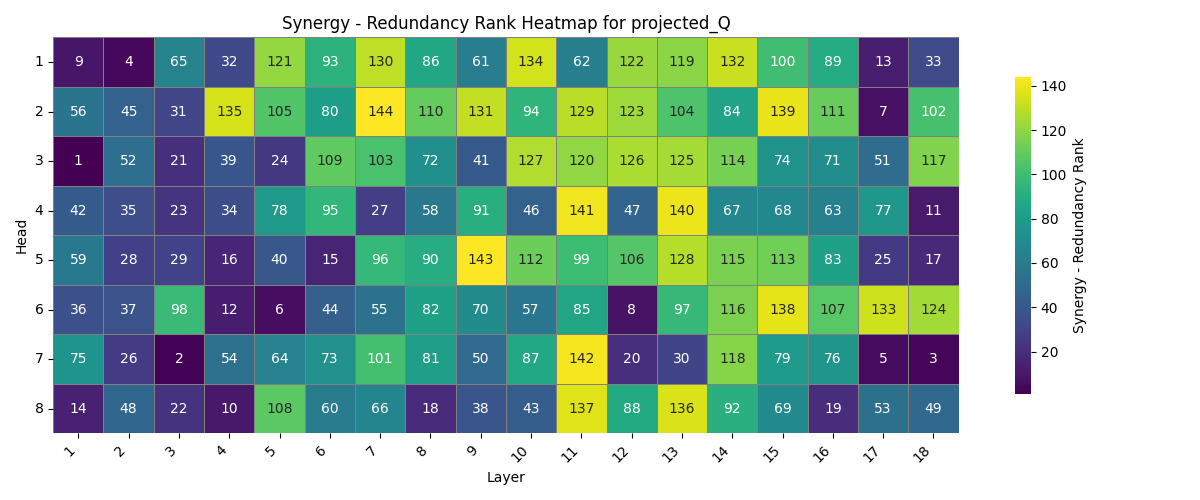 Synergy - Redundancy Rank Heatmap for projected_Q
1 9 4 65 32 121 93 130 86 61 134 62 122 119 132 100 89 13 33
2 56 45 31 135 105 80 144 110 131 94 129 123 104 84 139 111 7 102
3 1 52 21 39 24 109 103 72 41 127 120 126 125 114 74 71 51 117
4 42 35 23 34 78 95 27 58 91 46 141 47 140 67 68 63 77 11
5 59 28 29 16 40 15 96 90 143 112 99 106 128 115 113 83 25 17
6 36 37 98 12 6 44 55 82 70 57 85 8 97 116 138 107 133 124
7 75 26 2 54 64 73 101 81 50 87 142 20 30 118 79 76 5 3
8 14 48 22 10 108 60 66 18 38 43 137 88 136 92 69 19 53 49
1 2 3 4 5 6 7 8 9 10 11 12 13 14 15 16 17 18
Layer
Head
140
120
100
80
60
40
20
Synergy - Redundancy Rank